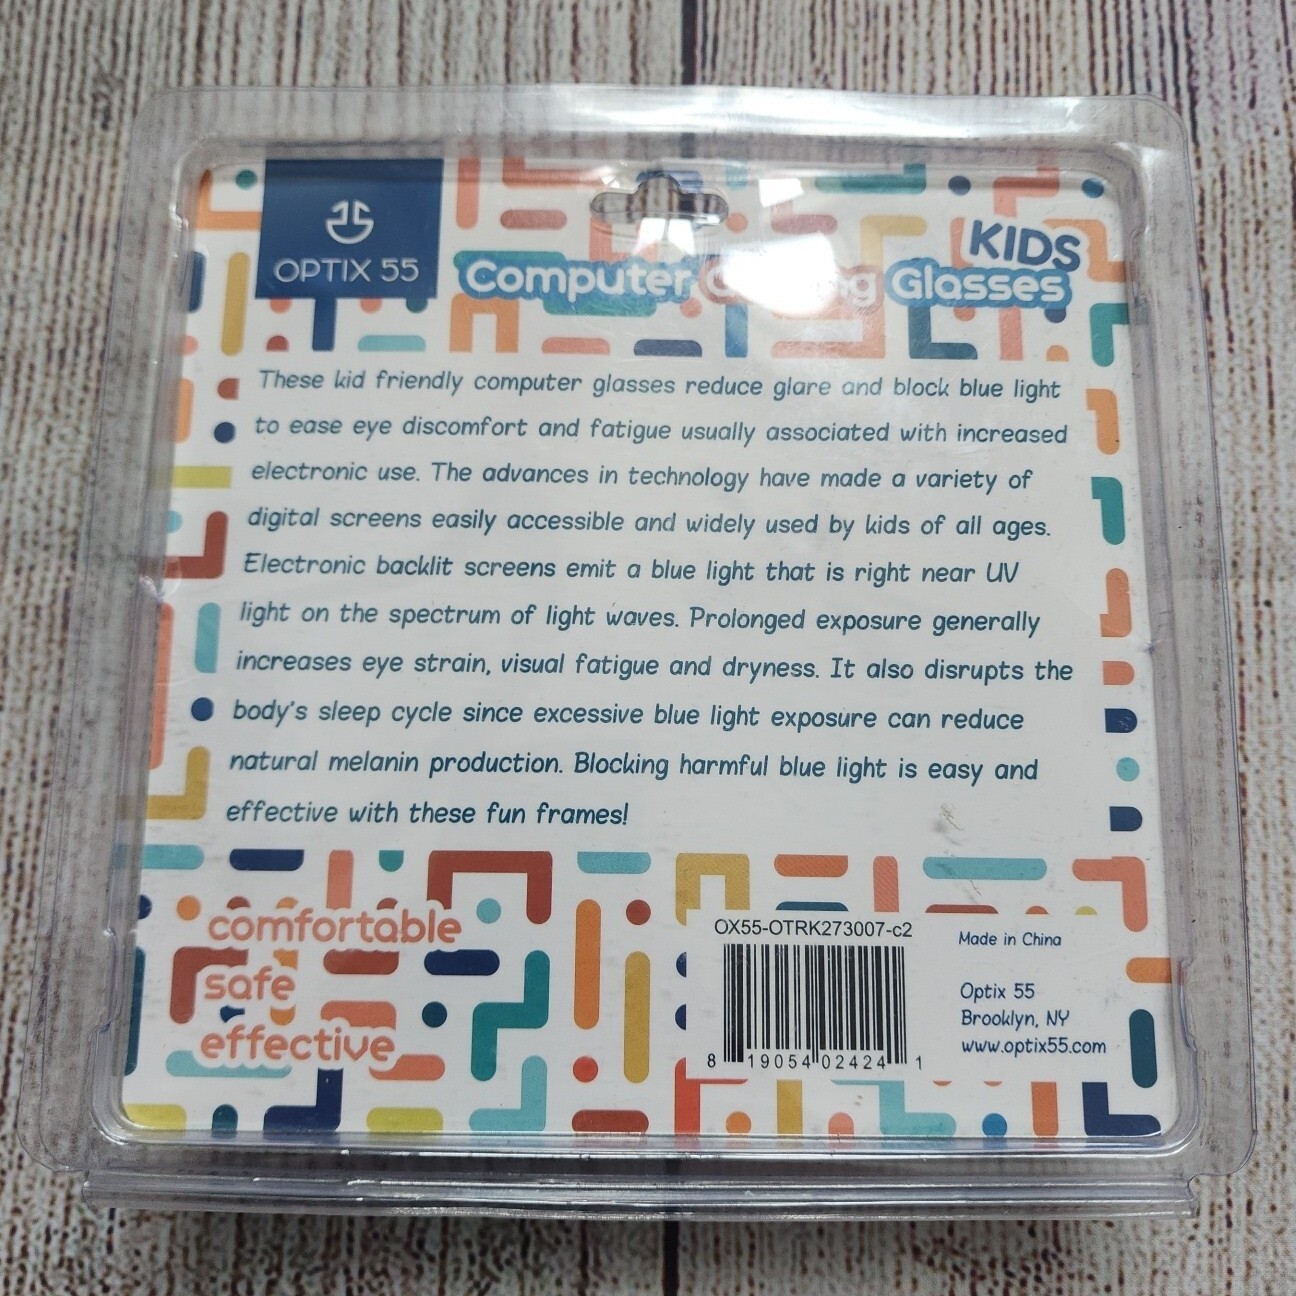 OPTIX 55
KIDS
Computer Glasses
These kid friendly computer glasses reduce glare and block blue light
to ease eye discomfort and fatigue usually associated with increased
electronic use. The advances in technology have made a variety of
digital screens easily accessible and widely used by kids of all ages.
Electronic backlit screens emit a blue light that is right near UV
light on the spectrum of light waves. Prolonged exposure generally
increases eye strain, visual fatigue and dryness. It also disrupts the
body's sleep cycle since excessive blue light exposure can reduce
natural melanin production. Blocking harmful blue light is easy and
effective with these fun frames!
comfortable
safe
effective
OX55-OTRK273007-c2
8 19054 02424 1
Made in China
Optix 55
Brooklyn, NY
www.optix55.com